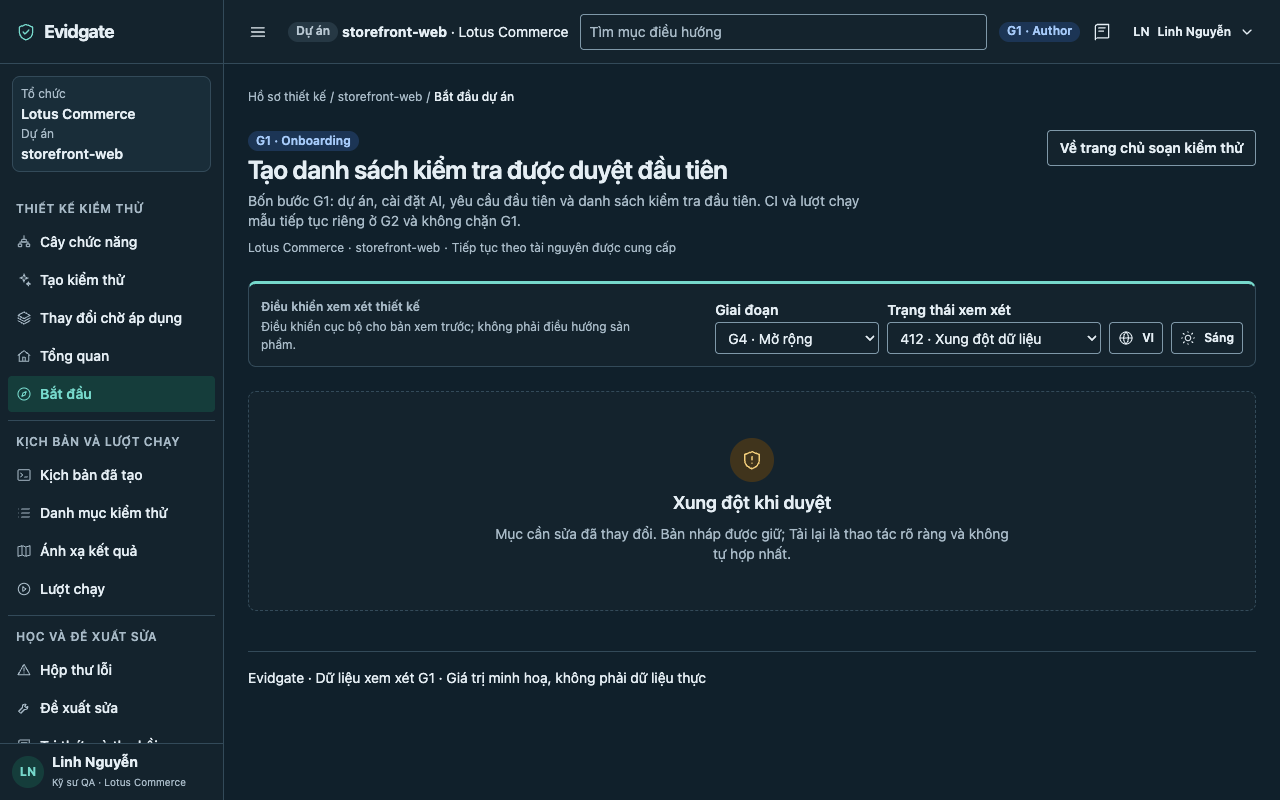 Evidgate
Dự án storefront-web · Lotus Commerce
Tìm mục điều hướng
G1 · Author
LN Linh Nguyễn
Tổ chức
Lotus Commerce
Dự án
storefront-web
THIẾT KẾ KIỂM THỬ
Cây chức năng
Tạo kiểm thử
Thay đổi chờ áp dụng
Tổng quan
Bắt đầu
KỊCH BẢN VÀ LƯỢT CHẠY
Kịch bản đã tạo
Danh mục kiểm thử
Ánh xạ kết quả
Lượt chạy
HỌC VÀ ĐỀ XUẤT SỬA
Hộp thư lỗi
Đề xuất sửa
LN
Linh Nguyễn
Kỹ sư QA · Lotus Commerce
Hồ sơ thiết kế / storefront-web / Bắt đầu dự án
G1 · Onboarding
Tạo danh sách kiểm tra được duyệt đầu tiên
Về trang chủ soạn kiểm thử
Bốn bước G1: dự án, cài đặt AI, yêu cầu đầu tiên và danh sách kiểm tra đầu tiên. CI và lượt chạy
mẫu tiếp tục riêng ở G2 và không chặn G1.
Lotus Commerce · storefront-web · Tiếp tục theo tài nguyên được cung cấp
Điều khiển xem xét thiết kế
Điều khiển cục bộ cho bản xem trước; không phải điều hướng sản
phẩm.
Giai đoạn
G4 · Mở rộng
Trạng thái xem xét
412 · Xung đột dữ liệu
VI
Sáng
Xung đột khi duyệt
Mục cần sửa đã thay đổi. Bản nháp được giữ; Tải lại là thao tác rõ ràng và không
tự hợp nhất.
Evidgate · Dữ liệu xem xét G1 · Giá trị minh hoạ, không phải dữ liệu thực